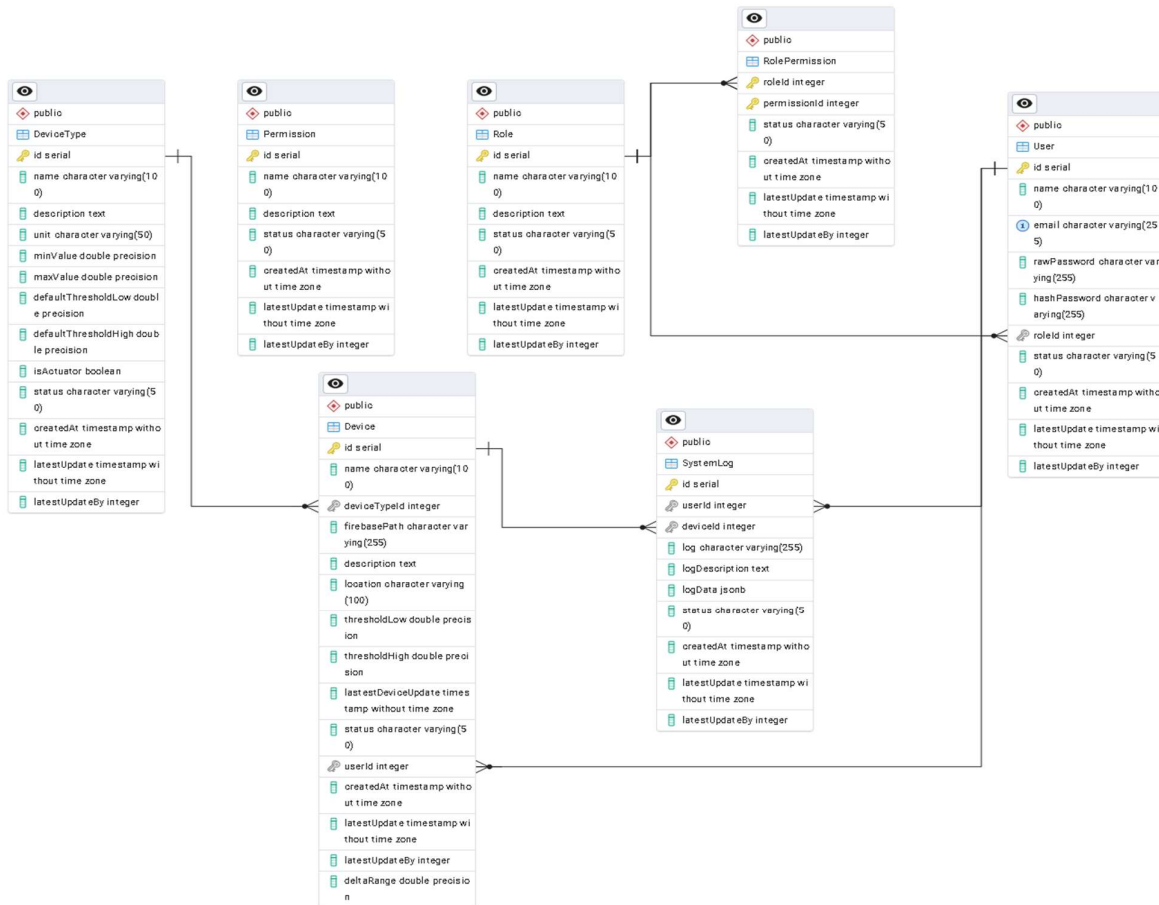 public
DeviceType
id serial
name character varying(10
0)
description text
unit character varying(50)
minValue double precision
maxValue double precision
defaultThresholdLow doubl
e precision
defaultThresholdHigh doub
le precision
isActuator boolean
status character varying(5
0)
createdAt timestamp witho
ut time zone
latestUpdate timestamp wi
thout time zone
latestUpdateBy integer
public
Permission
id serial
name character varying(10
0)
description text
status character varying(5
0)
createdAt timestamp witho
ut time zone
latestUpdate timestamp wi
thout time zone
latestUpdateBy integer
public
Role
id serial
name character varying(10
0)
description text
status character varying(5
0)
createdAt timestamp witho
ut time zone
latestUpdate timestamp wi
thout time zone
latestUpdateBy integer
public
RolePermission
roleId integer
permissionId integer
status character varying(5
0)
createdAt timestamp witho
ut time zone
latestUpdate timestamp wi
thout time zone
latestUpdateBy integer
public
User
id serial
name character varying(10
0)
email character varying(25
5)
rawPassword character var
ying(255)
hashPassword character v
arying(255)
roleId integer
status character varying(5
0)
createdAt timestamp witho
ut time zone
latestUpdate timestamp wi
thout time zone
latestUpdateBy integer
public
Device
id serial
name character varying(10
0)
deviceTypeId integer
firebasePath character var
ying(255)
description text
location character varying
(100)
thresholdLow double precis
ion
thresholdHigh double preci
sion
lastestDeviceUpdate times
tamp without time zone
status character varying(5
0)
userId integer
createdAt timestamp witho
ut time zone
latestUpdate timestamp wi
thout time zone
latestUpdateBy integer
deltaRange double precisio
n
public
SystemLog
id serial
userId integer
deviceId integer
log character varying(255)
logDescription text
logData jsonb
status character varying(5
0)
createdAt timestamp witho
ut time zone
latestUpdate timestamp wi
thout time zone
latestUpdateBy integer